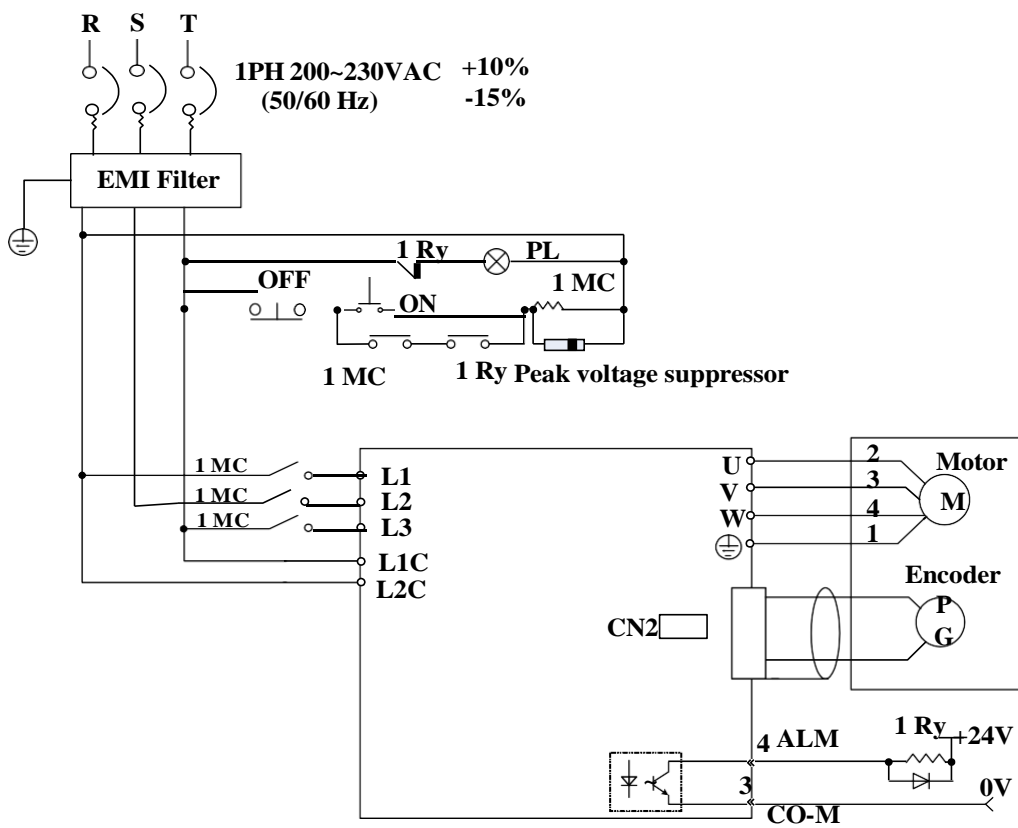 R S T
1PH 200~230VAC +10%
(50/60 Hz) -15%
EMI Filter
1 Ry PL
OFF
1 MC
ON
1 MC
1 Ry Peak voltage suppressor
1 MC L1
1 MC L2
1 MC L3
L1C
L2C
U 2 Motor
V 3
M
W 4
1
Encoder
CN2
P
G
1 Ry +24V
4 ALM
3 0V
CO-M